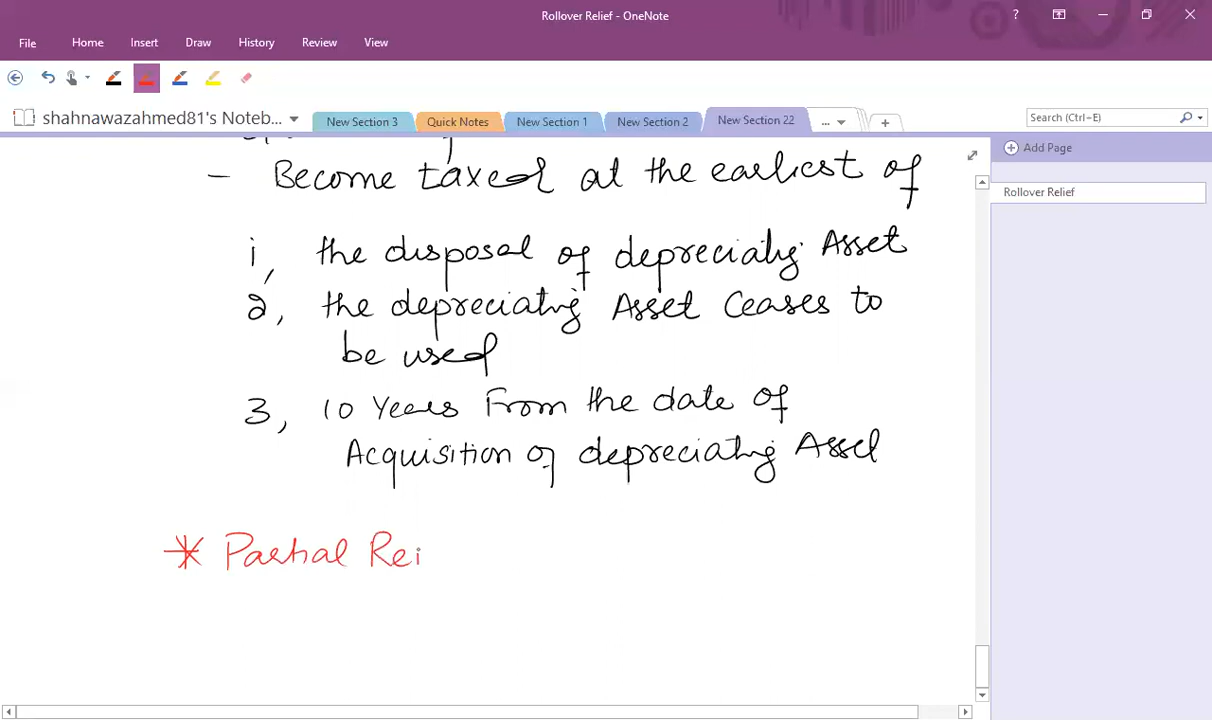 Rollover Relief - OneNote
File Home Insert Draw History Review View
shahnawazahmed81's Noteb...
New Section 3 Quick Notes New Section 1 New Section 2 New Section 22 ...
Search (Ctrl-E)
Add Page
Rollover Relief
- Become taxed at the earliest of
1, the disposal of depreciating Asset
2, the depreciating Asset Ceases to
be used
3, 10 Years From the date of
Acquisition of depreciating Asset
* Partial Rei